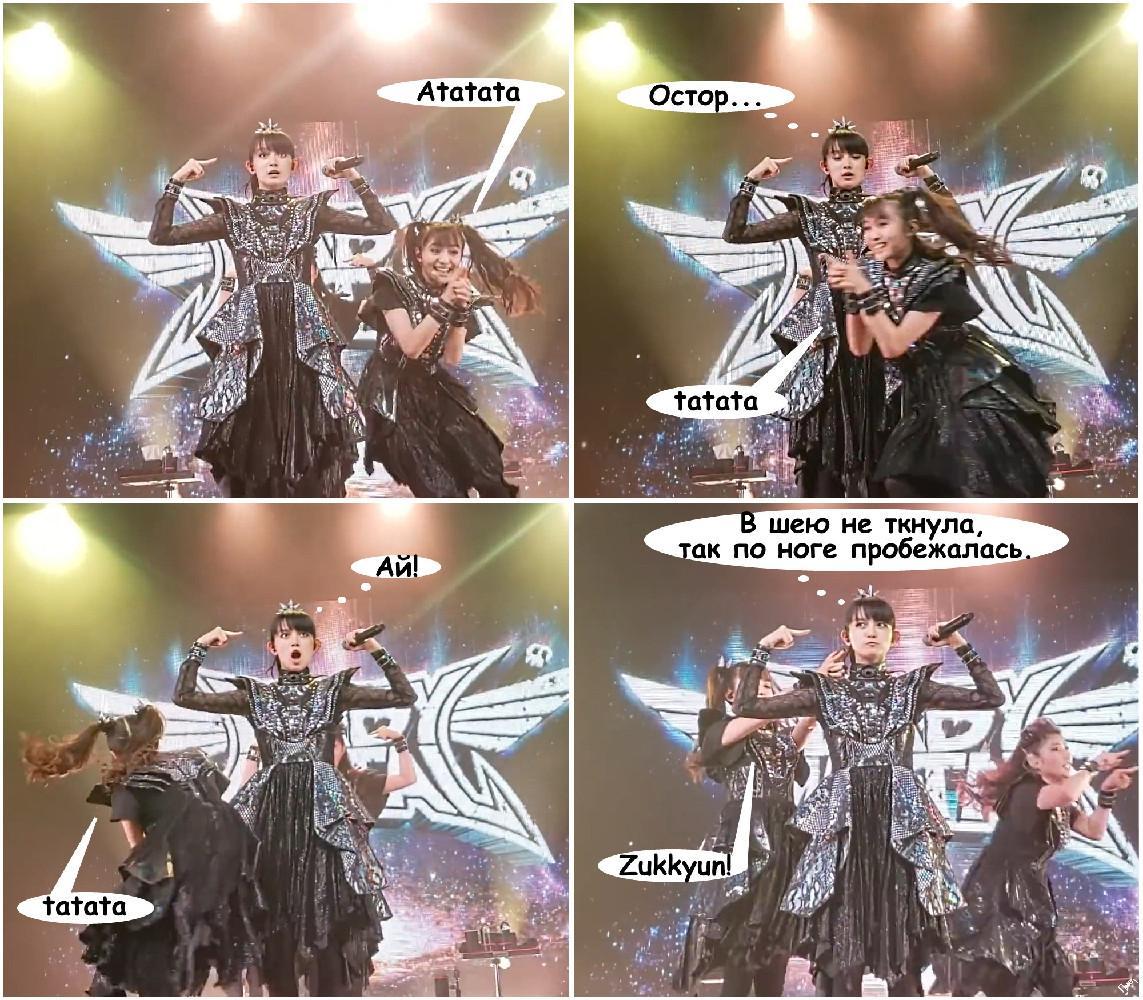 Atatata
Остор...
tatata
Ай!
tatata
В шею не ткнула,
так по ноге пробежалась.
Zukkyun!